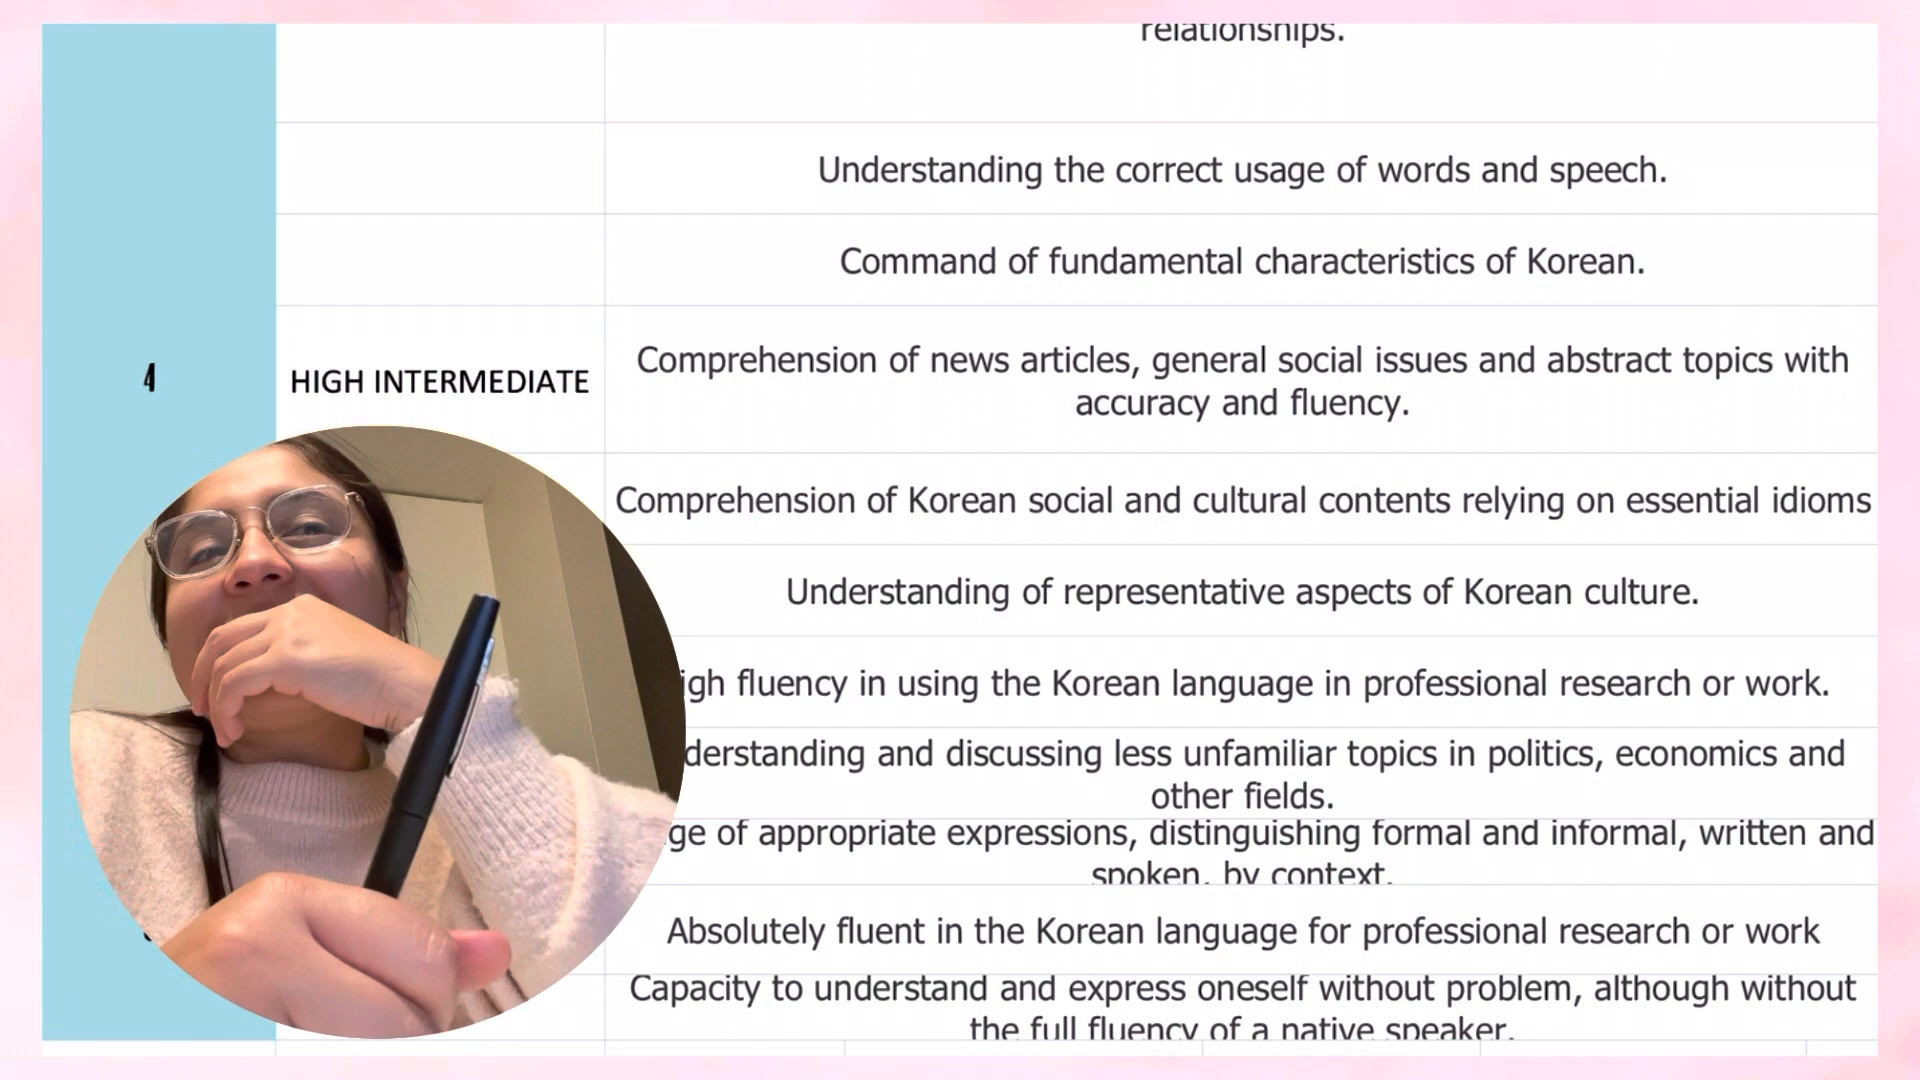 relationships.
Understanding the correct usage of words and speech.
Command of fundamental characteristics of Korean.
4
HIGH INTERMEDIATE
Comprehension of news articles, general social issues and abstract topics with
accuracy and fluency.
Comprehension of Korean social and cultural contents relying on essential idioms
Understanding of representative aspects of Korean culture.
fluency in using the Korean language in professional research or work.
and discussing less unfamiliar topics in politics, economics and
other fields.
of appropriate expressions, distinguishing formal and informal, written and
spoken, by context.
Absolutely fluent in the Korean language for professional research or work
Capacity to understand and express oneself without problem, although without
the full fluency of a native speaker.